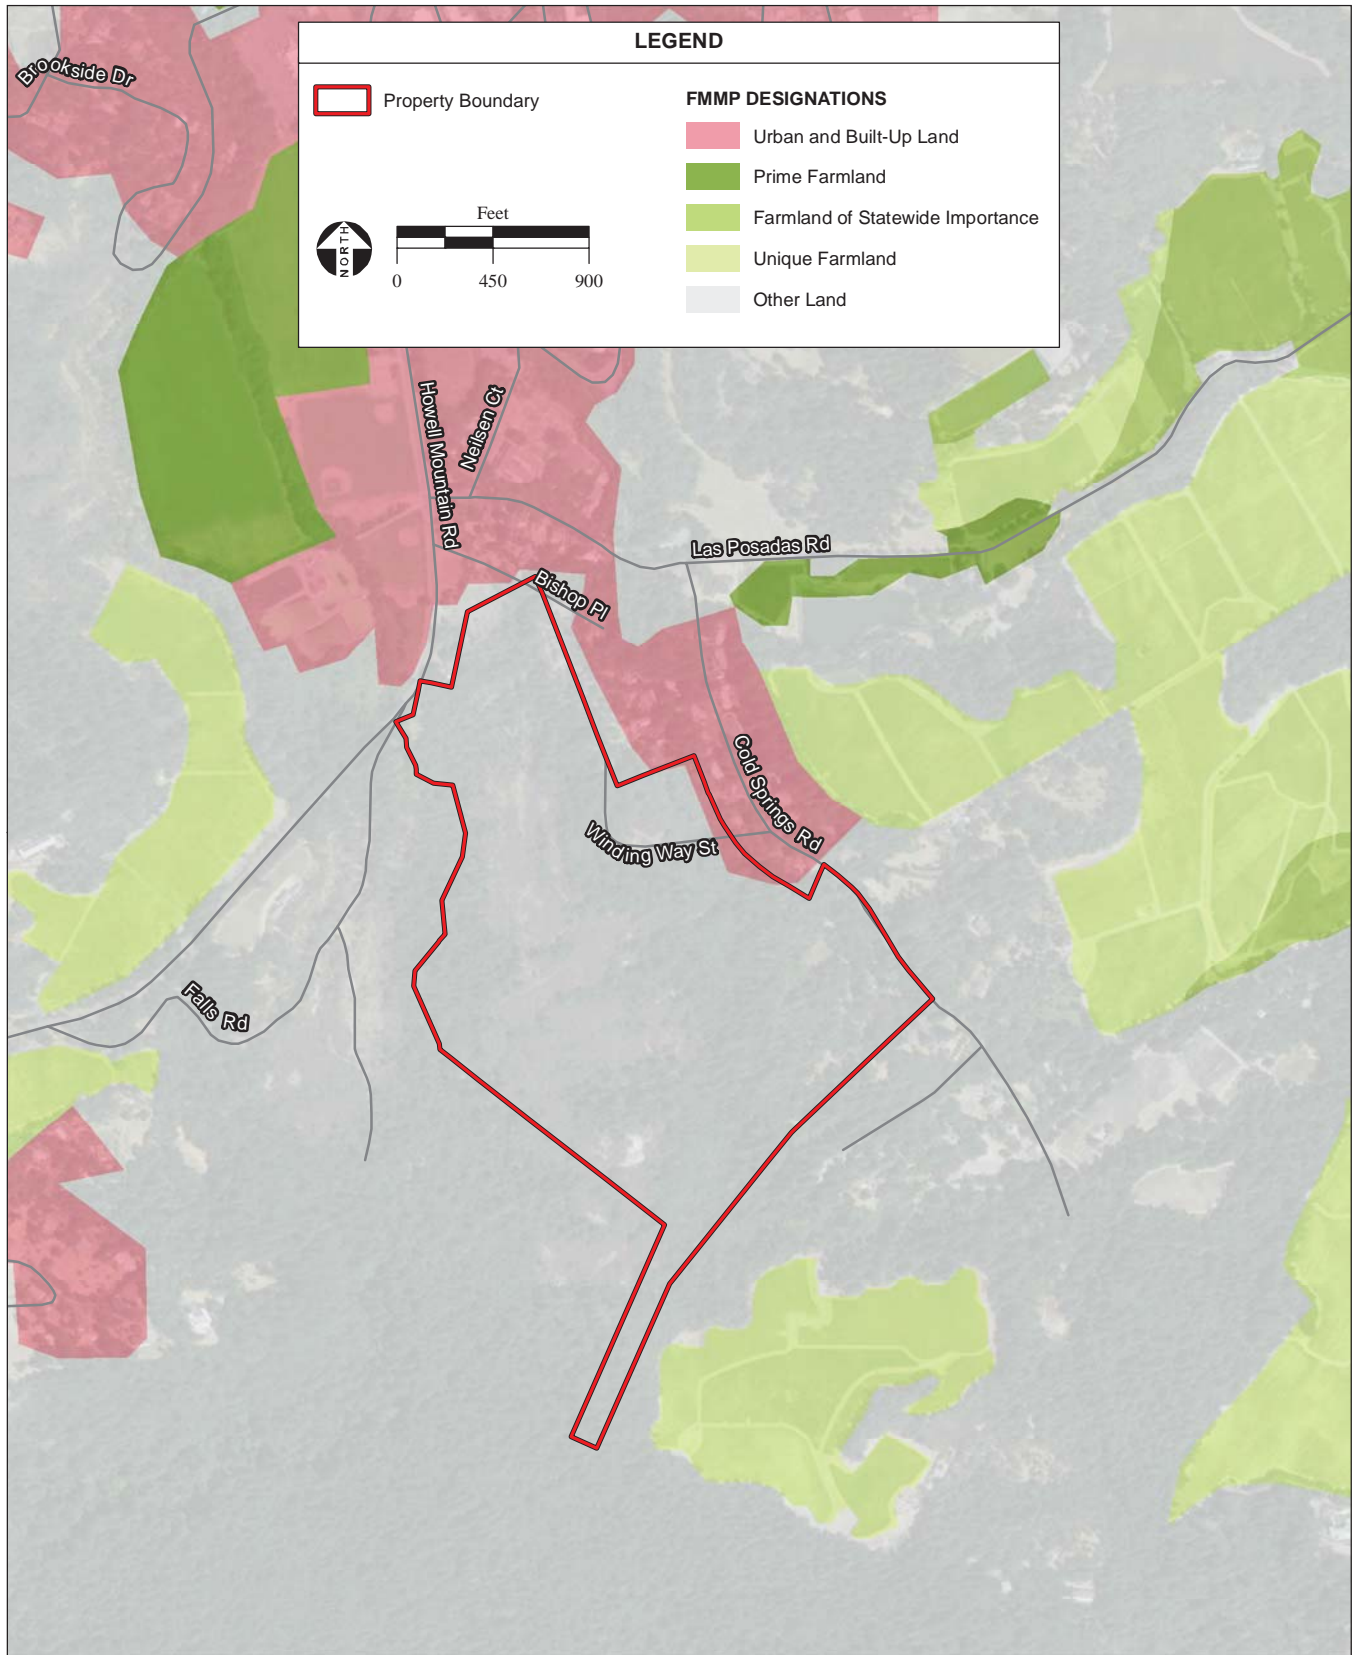 LEGEND
Property Boundary
FMMP DESIGNATIONS
Urban and Built-Up Land
Prime Farmland
Farmland of Statewide Importance
Unique Farmland
Other Land
Feet
0 450 900
NORTH
Brookside Dr
Howell Mountain Rd
Neilsen Ct
Las Posadas Rd
Bishop Pl
Cold Springs Rd
Winding Way St
Falls Rd